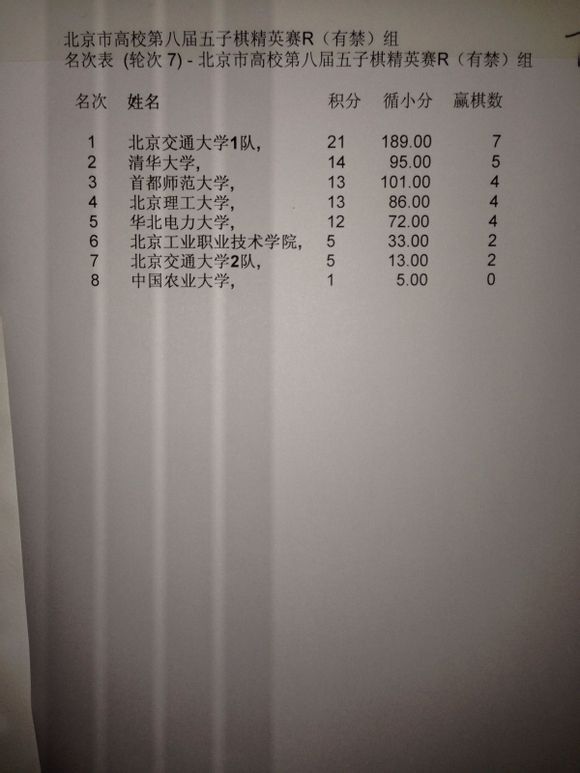 北京市高校第八届五子棋精英赛R（有禁）组
名次表 (轮次 7) - 北京市高校第八届五子棋精英赛R（有禁）组
名次 姓名 积分 循小分 赢棋数
1 北京交通大学1队, 21 189.00 7
2 清华大学, 14 95.00 5
3 首都师范大学, 13 101.00 4
4 北京理工大学, 13 86.00 4
5 华北电力大学, 12 72.00 4
6 北京工业职业技术学院, 5 33.00 2
7 北京交通大学2队, 5 13.00 2
8 中国农业大学, 1 5.00 0